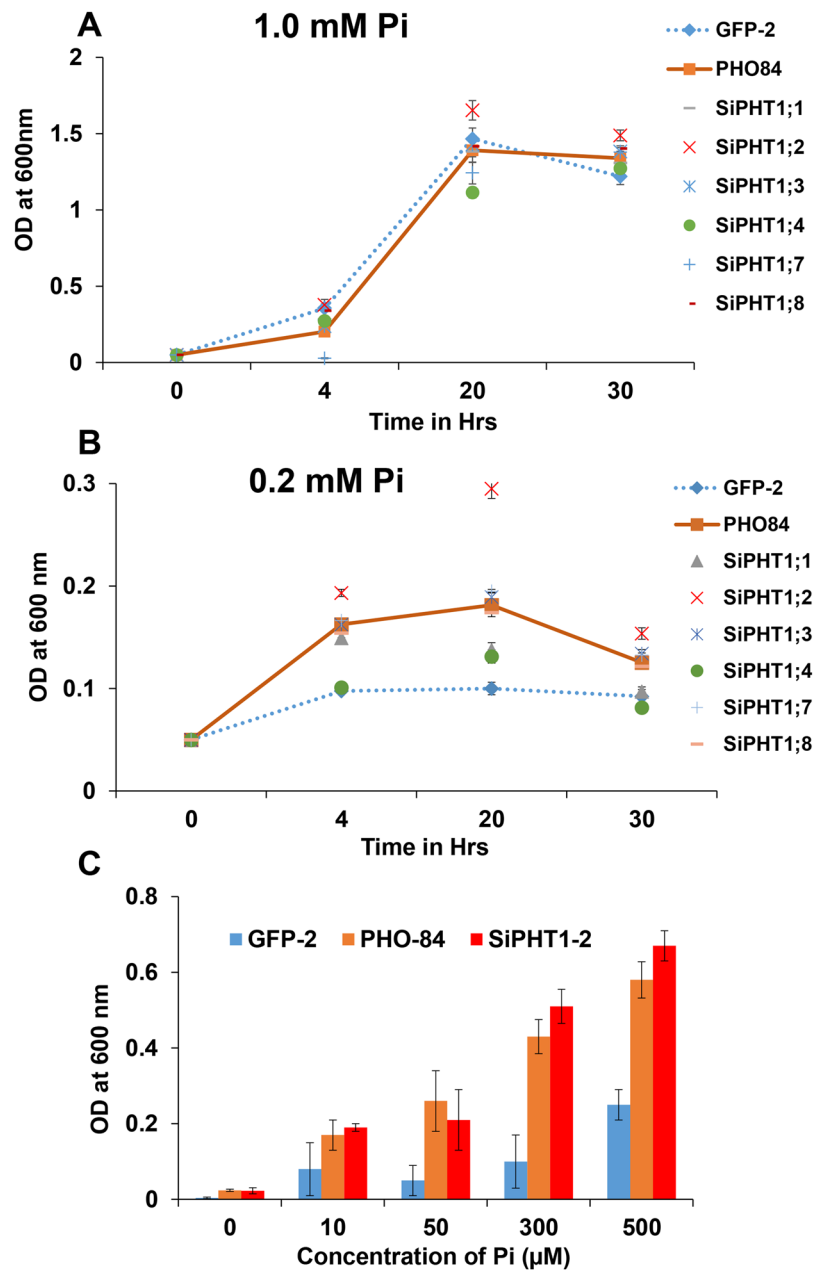 A
1.0 mM Pi
2
1.5
1
0.5
0
OD at 600nm
0 4 20 30
Time in Hrs
GFP-2
PHO84
SiPHT1;1
SiPHT1;2
SiPHT1;3
SiPHT1;4
SiPHT1;7
SiPHT1;8
B
0.2 mM Pi
0.3
0.2
0.1
0
OD at 600 nm
0 4 20 30
Time in Hrs
GFP-2
PHO84
SiPHT1;1
SiPHT1;2
SiPHT1;3
SiPHT1;4
SiPHT1;7
SiPHT1;8
C
0.8
0.6
0.4
0.2
0
OD at 600 nm
GFP-2 PHO-84 SiPHT1-2
0 10 50 300 500
Concentration of Pi (µM)